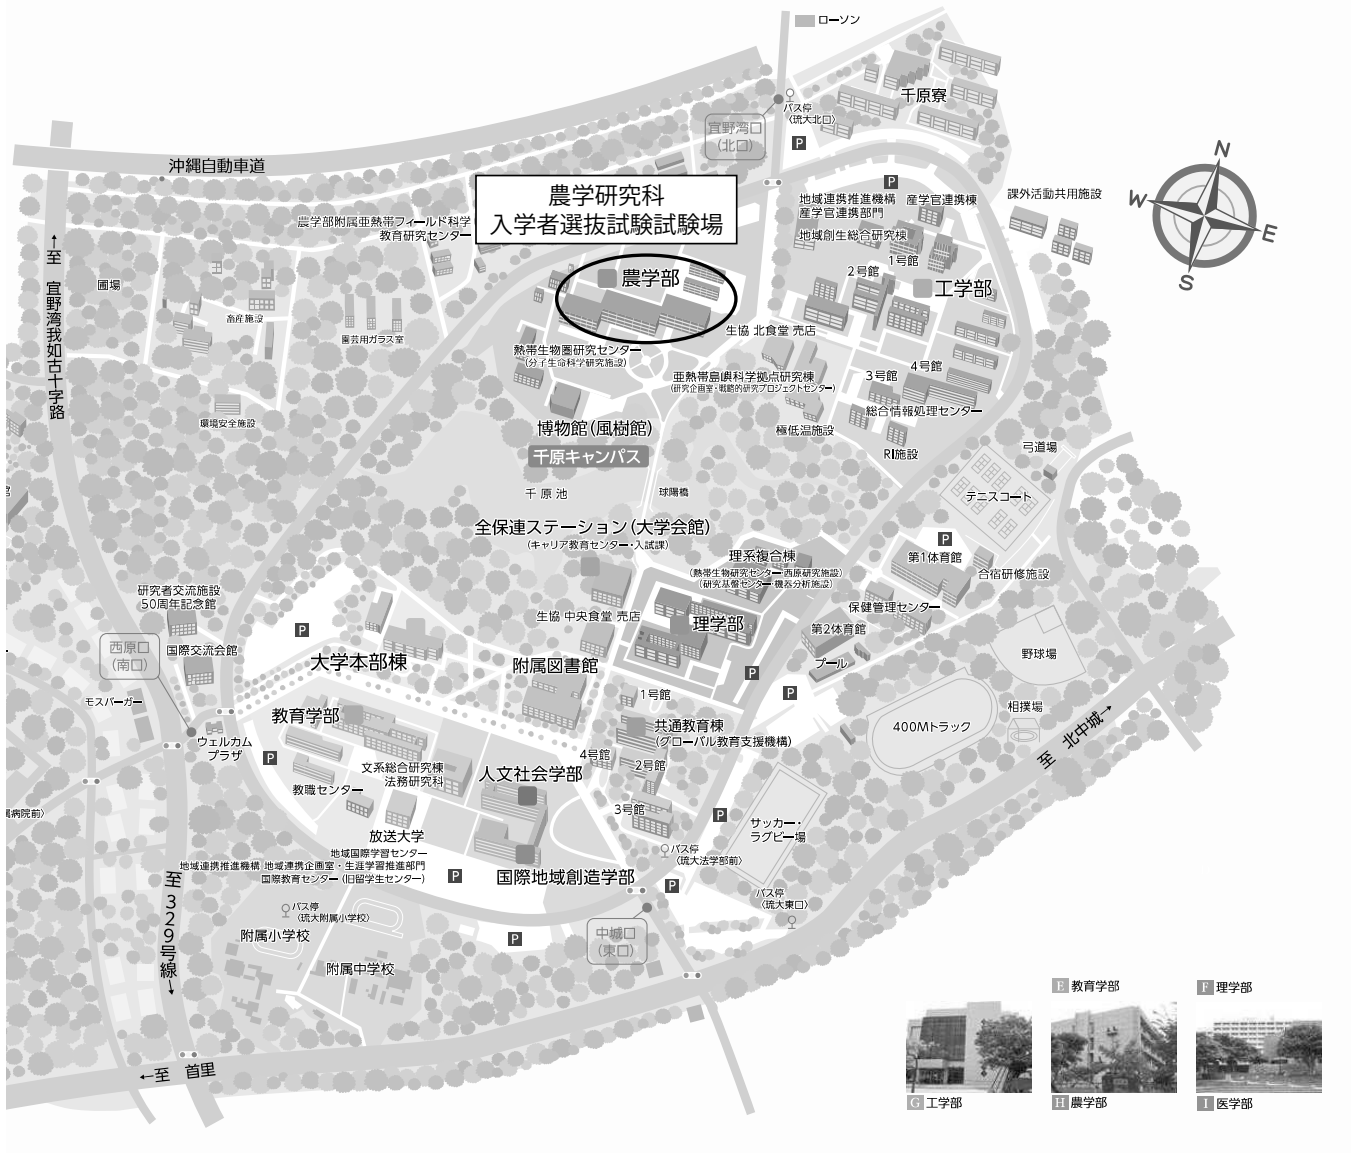 ローソン
千原寮
バス停
〈琉大北口〉
宜野湾口
(北口)
P
沖縄自動車道
農学研究科
入学者選抜試験試験場
P
地域連携推進機構
産学官連携部門
産学官連携棟
課外活動共用施設
N
W
E
S
農学部附属亜熱帯フィールド科学
教育研究センター
地域創生総合研究棟
1号館
2号館
←至 宜野湾我如古十字路
圃場
農学部
工学部
畜産施設
園芸用ガラス室
生協 北食堂 売店
熱帯生物圏研究センター
(分子生命科学研究施設)
亜熱帯島嶼科学拠点研究棟
(研究企画室・戦略的研究プロジェクトセンター)
3号館
4号館
総合情報処理センター
環境安全施設
博物館(風樹館)
極低温施設
RI施設
弓道場
千原キャンパス
千原池
球陽橋
テニスコート
全保連ステーション(大学会館)
(キャリア教育センター・入試課)
P
理系複合棟
(熱帯生物研究センター・西原研究施設)
(研究基盤センター・機器分析施設)
第1体育館
合宿研修施設
研究者交流施設
50周年記念館
保健管理センター
生協 中央食堂 売店
理学部
第2体育館
P
西原口
(南口)
国際交流会館
大学本部棟
附属図書館
プール
野球場
P
P
モスバーガー
1号館
相撲場
教育学部
共通教育棟
(グローバル教育支援機構)
400Mトラック
至 北中城→
ウェルカム
プラザ
P
4号館
2号館
文系総合研究棟
法務研究科
人文社会学部
教職センター
3号館
P
サッカー・
ラグビー場
属病院前〉
放送大学
地域国際学習センター
地域連携推進機構 地域連携企画室・生涯学習推進部門
国際教育センター(旧留学生センター)
バス停
〈琉大法学部前〉
P
国際地域創造学部
P
至 329号線→
バス停
〈琉大附属小学校〉
バス停
〈琉大東口〉
附属小学校
P
中城口
(東口)
附属中学校
←至 首里
E 教育学部
F 理学部
G 工学部
H 農学部
I 医学部